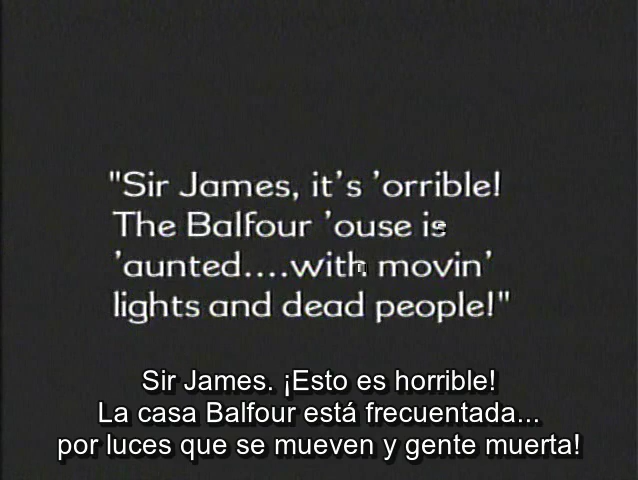 "Sir James, it's 'orrible!
The Balfour 'ouse is
'aunted....with movin'
lights and dead people!"
Sir James. ¡Esto es horrible!
La casa Balfour está frecuentada...
por luces que se mueven y gente muerta!